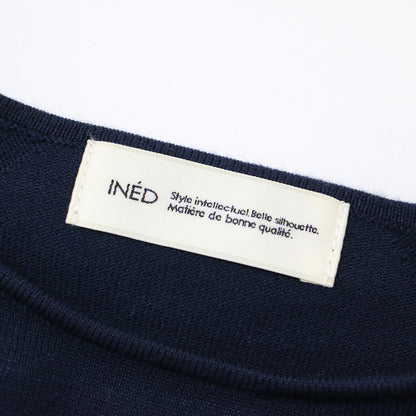 INÉD
Style intellectuel. Belle silhouette.
Matière de bonne qualité.